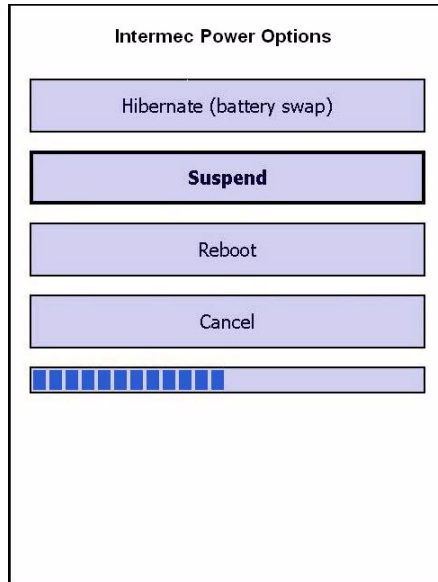 Intermec Power Options
Hibernate (battery swap)
Suspend
Reboot
Cancel